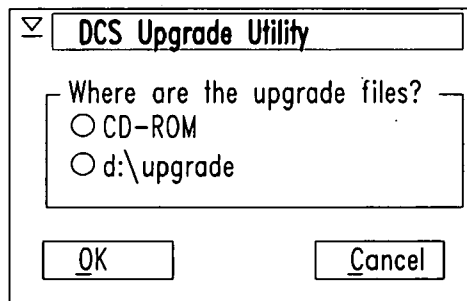 DCS Upgrade Utility
Where are the upgrade files?
CD-ROM
d:\upgrade
OK
Cancel